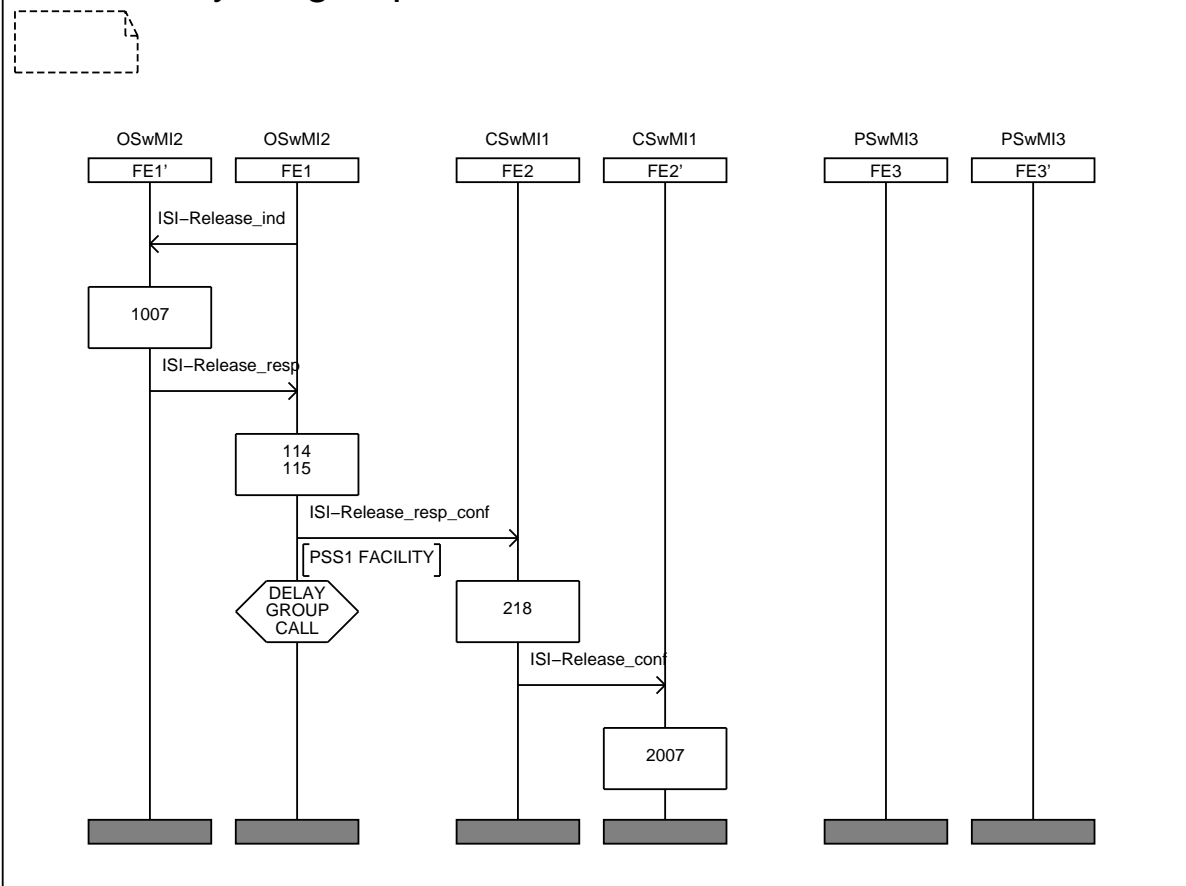 OSwMI2 OSwMI2 CSwMI1 CSwMI1 PSwMI3 PSwMI3
FE1' FE1 FE2 FE2' FE3 FE3'
ISI–Release_ind
1007
ISI–Release_resp
114
115
ISI–Release_resp_conf
PSS1 FACILITY
DELAY
GROUP
CALL
218
ISI–Release_conf
2007